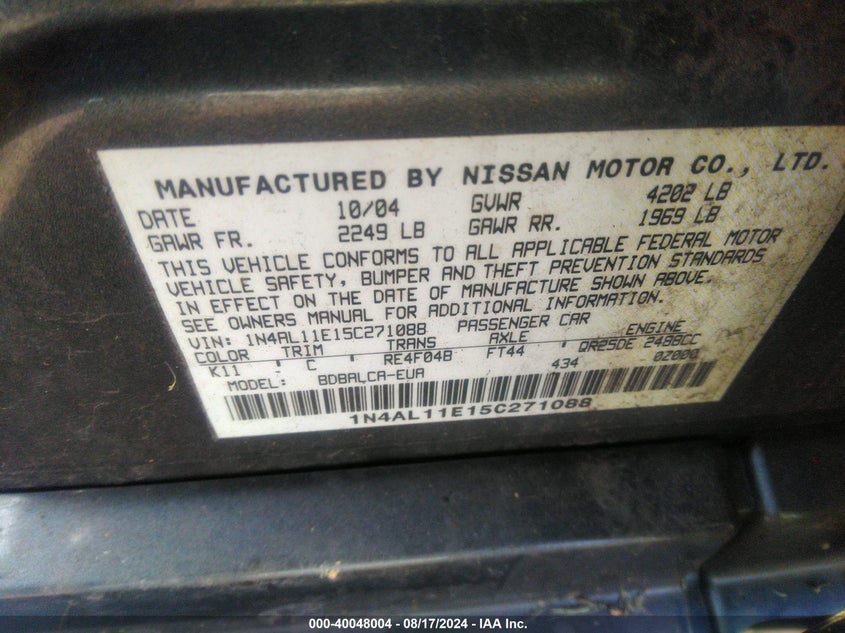 MANUFACTURED BY NISSAN MOTOR CO., LTD.
DATE 10/04 GVWR 4202 LB
GAWR FR. 2249 LB GAWR RR. 1969 LB
THIS VEHICLE CONFORMS TO ALL APPLICABLE FEDERAL MOTOR
VEHICLE SAFETY, BUMPER AND THEFT PREVENTION STANDARDS
IN EFFECT ON THE DATE OF MANUFACTURE SHOWN ABOVE.
SEE OWNERS MANUAL FOR ADDITIONAL INFORMATION.
VIN: 1N4AL11E15C271088 PASSENGER CAR
COLOR TRIM TRANS AXLE ENGINE
K11 C RE4F04B FT44 QR25DE 2488CC
MODEL: BDBALCA-EUA 434 0Z000
1N4AL11E15C271088
000-40048004 - 08/17/2024 - IAA Inc.